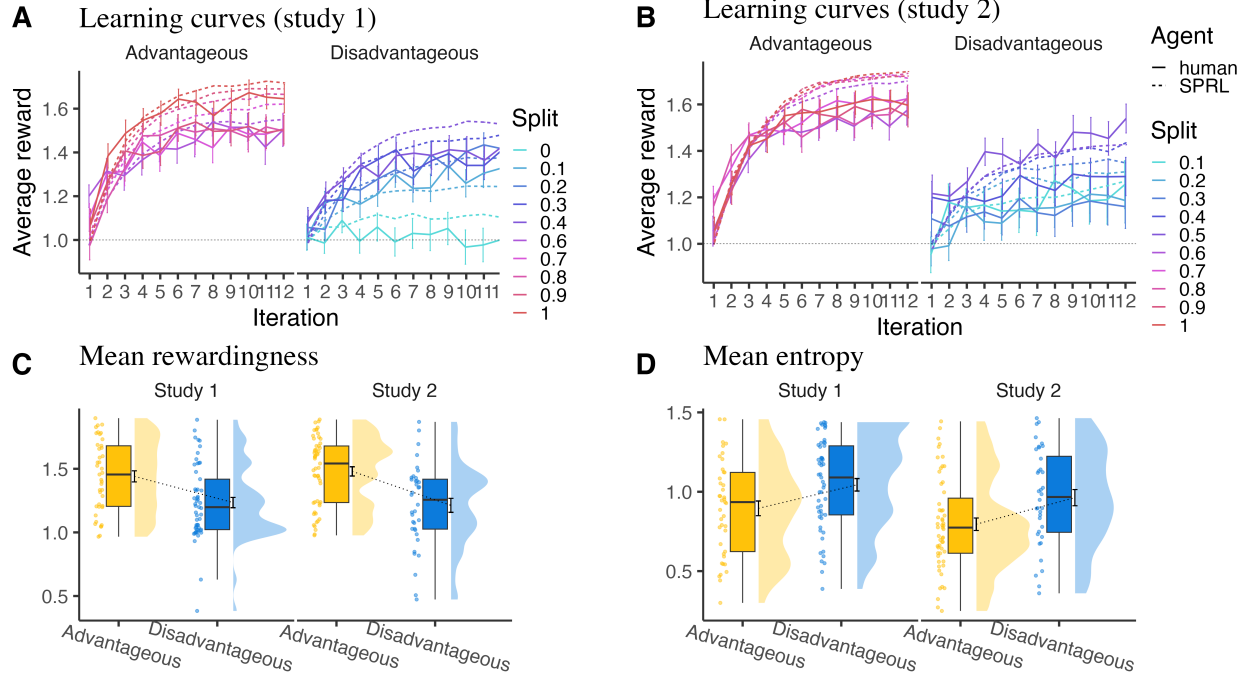 A
Learning curves (study 1)
Advantageous
Disadvantageous
Average reward
1.6
1.4
1.2
1.0
1 2 3 4 5 6 7 8 9 10 11 12
1 2 3 4 5 6 7 8 9 10 11
Iteration
Split
0
0.1
0.2
0.3
0.4
0.6
0.7
0.8
0.9
1
B
Learning curves (study 2)
Advantageous
Disadvantageous
Average reward
1.6
1.4
1.2
1.0
1 2 3 4 5 6 7 8 9 10 11 12
1 2 3 4 5 6 7 8 9 10 11 12
Iteration
Agent
human
SPRL
Split
0.1
0.2
0.3
0.4
0.5
0.6
0.7
0.8
0.9
1
C
Mean rewardingness
Study 1
Study 2
1.5
1.0
0.5
Advantageous
Disadvantageous
Advantageous
Disadvantageous
D
Mean entropy
Study 1
Study 2
1.5
1.0
0.5
Advantageous
Disadvantageous
Advantageous
Disadvantageous